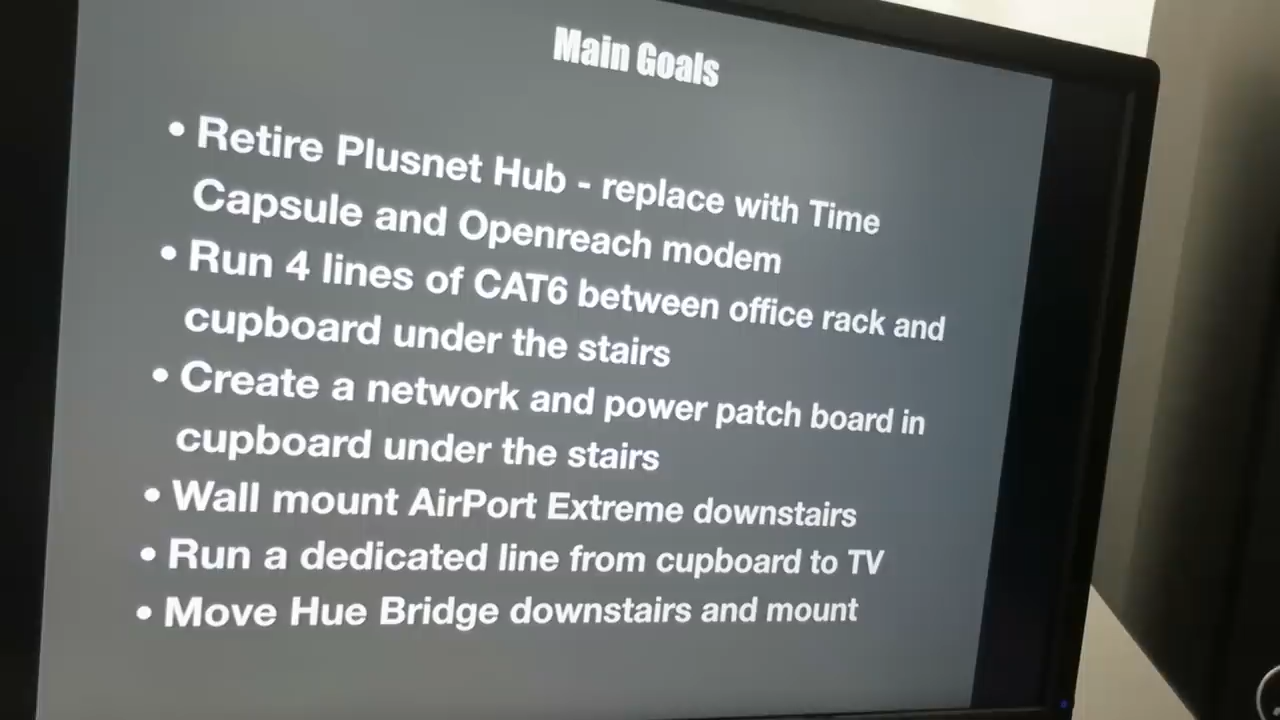 Main Goals
• Retire Plusnet Hub - replace with Time
Capsule and Openreach modem
• Run 4 lines of CAT6 between office rack and
cupboard under the stairs
• Create a network and power patch board in
cupboard under the stairs
• Wall mount AirPort Extreme downstairs
• Run a dedicated line from cupboard to TV
• Move Hue Bridge downstairs and mount